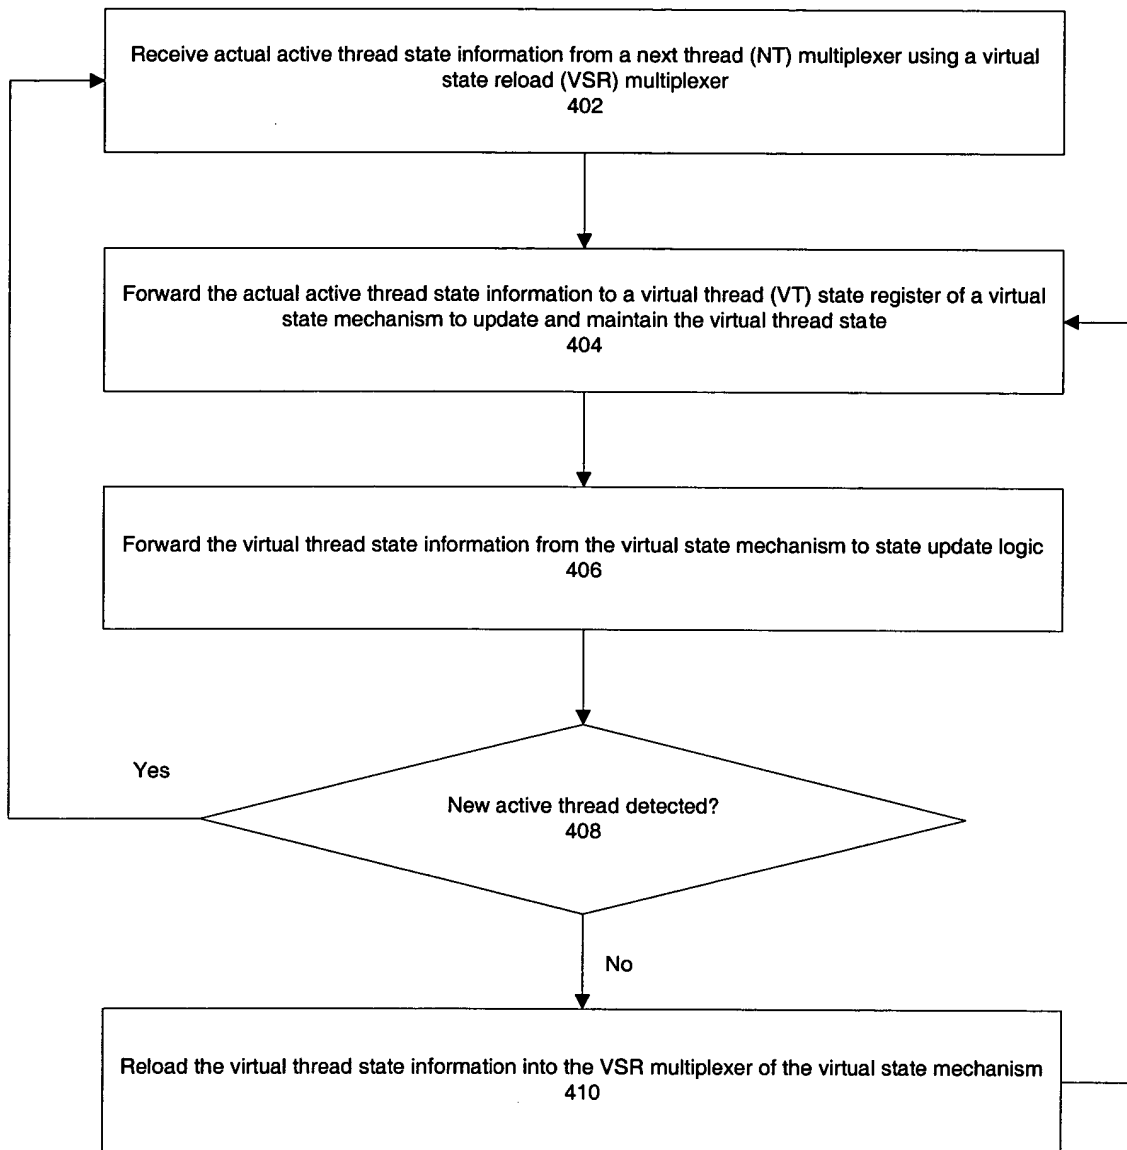 Receive actual active thread state information from a next thread (NT) multiplexer using a virtual
state reload (VSR) multiplexer
402
Forward the actual active thread state information to a virtual thread (VT) state register of a virtual
state mechanism to update and maintain the virtual thread state
404
Forward the virtual thread state information from the virtual state mechanism to state update logic
406
Yes
New active thread detected?
408
No
Reload the virtual thread state information into the VSR multiplexer of the virtual state mechanism
410